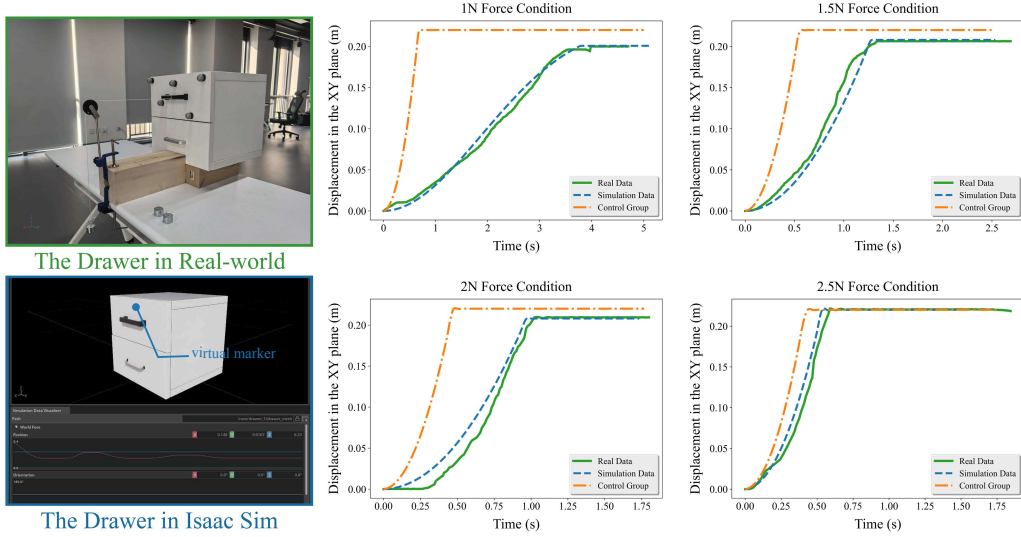 The Drawer in Real-world
virtual marker
Simulation Data Visualizer
World Pose
Position
Orientation
The Drawer in Isaac Sim
1N Force Condition
Displacement in the XY plane (m)
0.20
0.15
0.10
0.05
0.00
Real Data
Simulation Data
Control Group
0 1 2 3 4 5
Time (s)
1.5N Force Condition
Displacement in the XY plane (m)
0.20
0.15
0.10
0.05
0.00
Real Data
Simulation Data
Control Group
0.0 0.5 1.0 1.5 2.0 2.5
Time (s)
2N Force Condition
Displacement in the XY plane (m)
0.20
0.15
0.10
0.05
0.00
Real Data
Simulation Data
Control Group
0.00 0.25 0.50 0.75 1.00 1.25 1.50 1.75
Time (s)
2.5N Force Condition
Displacement in the XY plane (m)
0.20
0.15
0.10
0.05
0.00
Real Data
Simulation Data
Control Group
0.00 0.25 0.50 0.75 1.00 1.25 1.50 1.75
Time (s)